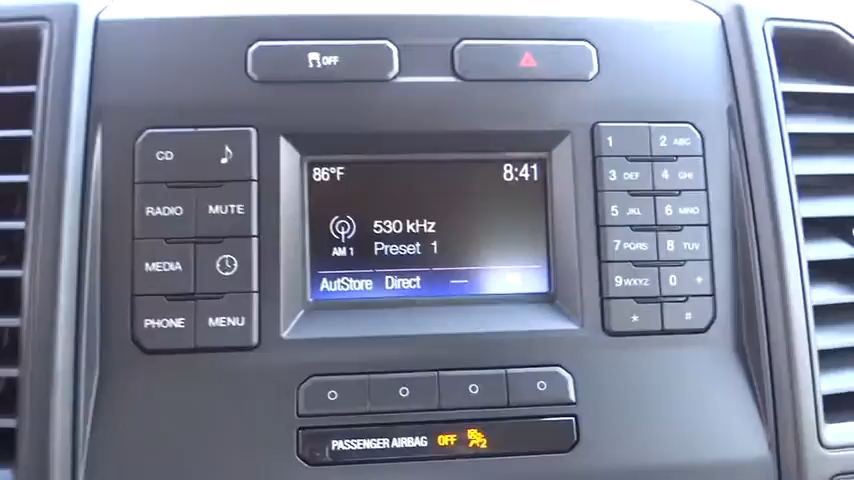 OFF
CD
RADIO MUTE
MEDIA
PHONE MENU
86°F 8:41
530 kHz
AM 1 Preset 1
AutStore Direct
1 2 ABC
3 DEF 4 GHI
5 JKL 6 MNO
7 PQRS 8 TUV
9 WXYZ 0 +
* #
PASSENGER AIRBAG OFF 2